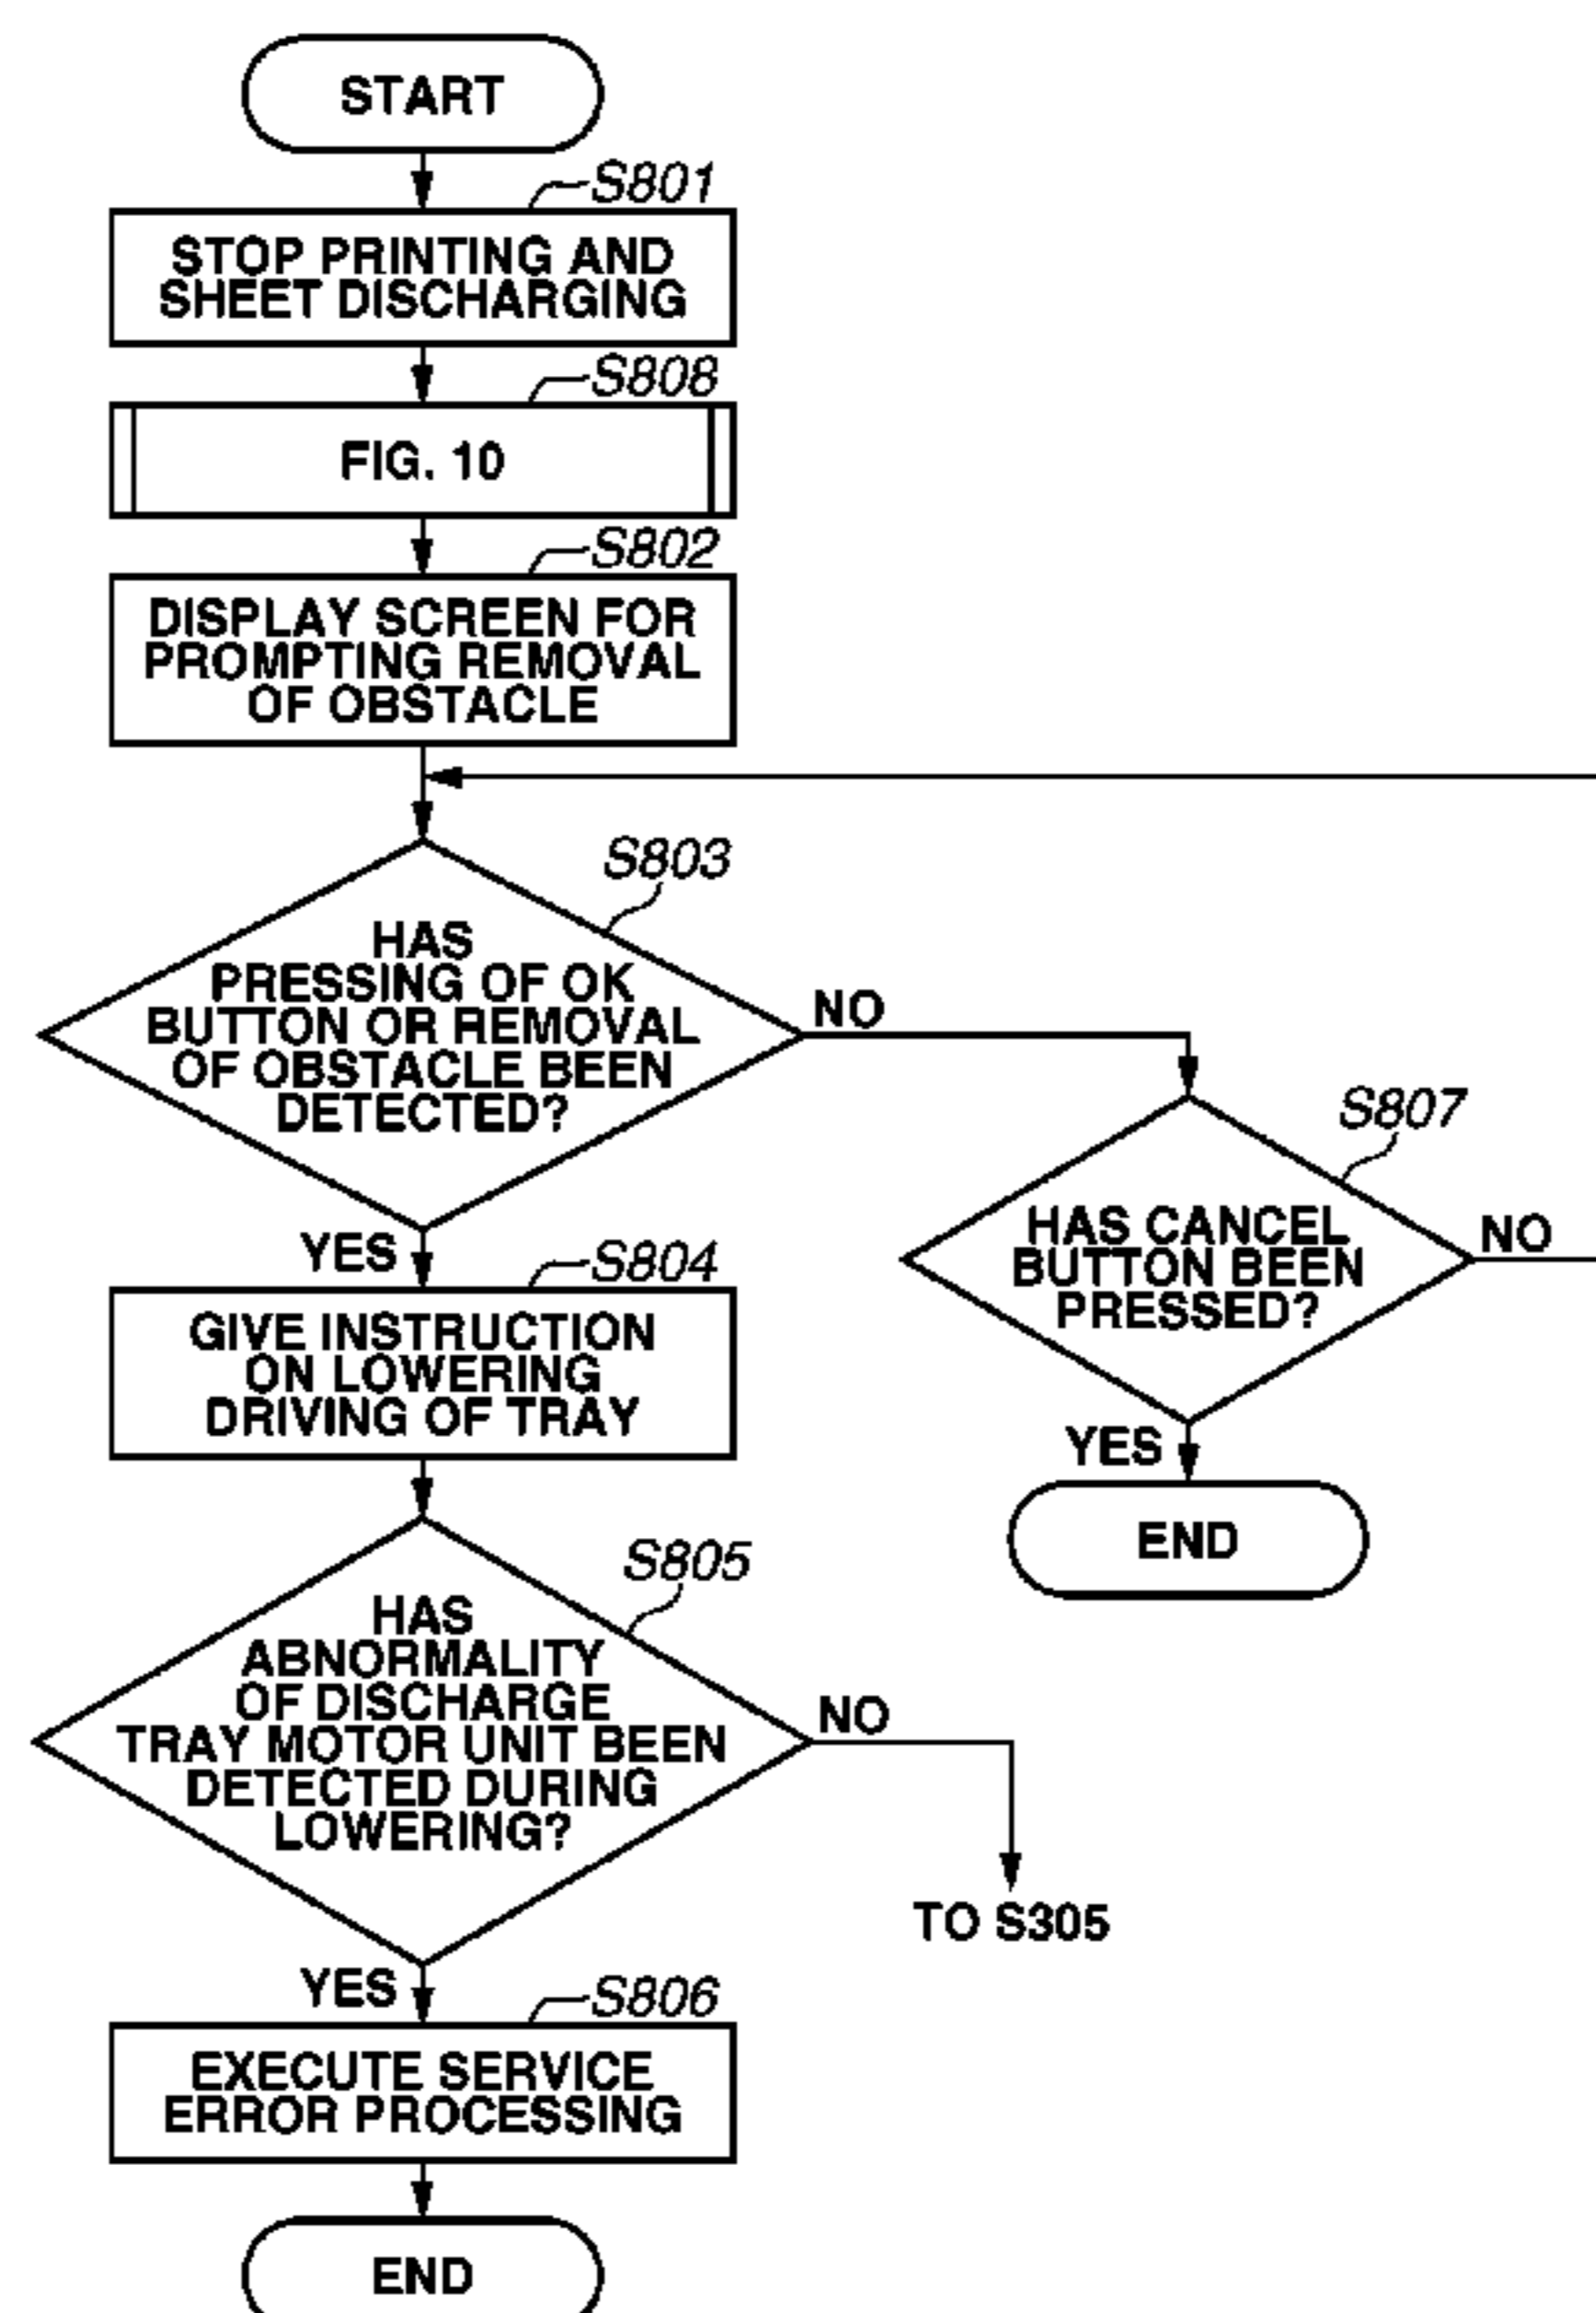 START
S801
STOP PRINTING AND
SHEET DISCHARGING
S808
FIG. 10
S802
DISPLAY SCREEN FOR
PROMPTING REMOVAL
OF OBSTACLE
S803
HAS
PRESSING OF OK
BUTTON OR REMOVAL
OF OBSTACLE BEEN
DETECTED?
NO
S807
HAS CANCEL
BUTTON BEEN
PRESSED?
NO
YES
END
YES
S804
GIVE INSTRUCTION
ON LOWERING
DRIVING OF TRAY
S805
HAS
ABNORMALITY
OF DISCHARGE
TRAY MOTOR UNIT BEEN
DETECTED DURING
LOWERING?
NO
TO S305
YES
S806
EXECUTE SERVICE
ERROR PROCESSING
END